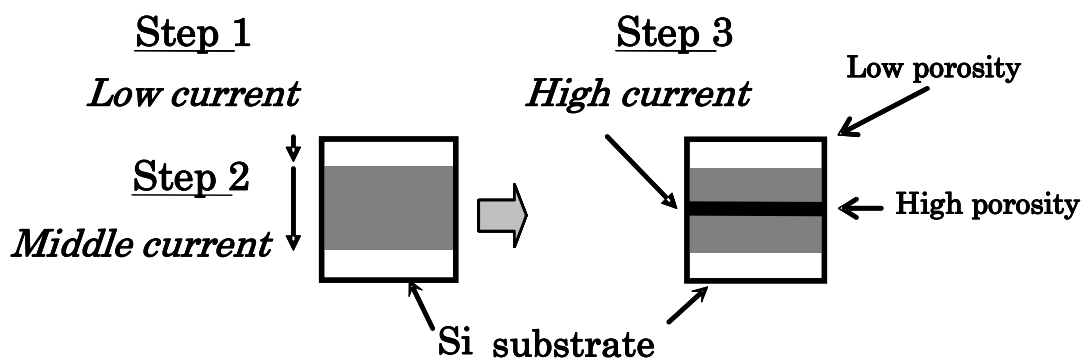 Step 1
Low current
Step 2
Middle current
Step 3
High current
Low porosity
High porosity
Si substrate